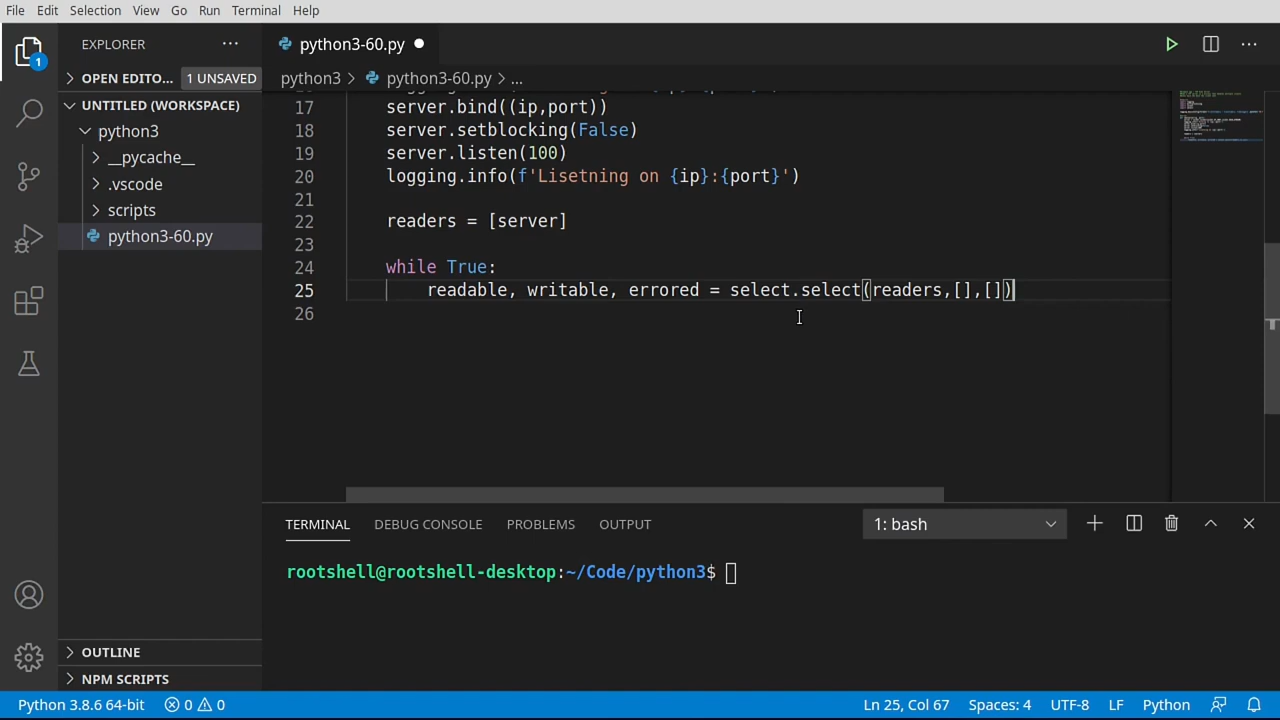 File Edit Selection View Go Run Terminal Help
EXPLORER
python3-60.py
1
OPEN EDITO... 1 UNSAVED
python3 > python3-60.py > ...
UNTITLED (WORKSPACE)
python3
__pycache__
.vscode
scripts
python3-60.py
17 server.bind((ip,port))
18 server.setblocking(False)
19 server.listen(100)
20 logging.info(f'Lisetning on {ip}:{port}')
21
22 readers = [server]
23
24 while True:
25 readable, writable, errored = select.select(readers,[],[])
26
TERMINAL DEBUG CONSOLE PROBLEMS OUTPUT 1: bash
rootshell@rootshell-desktop:~/Code/python3$
OUTLINE
NPM SCRIPTS
Python 3.8.6 64-bit 0 0 Ln 25, Col 67 Spaces: 4 UTF-8 LF Python